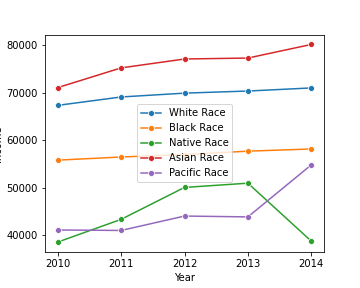 80000
70000
60000
50000
40000
White Race
Black Race
Native Race
Asian Race
Pacific Race
2010 2011 2012 2013 2014
Year